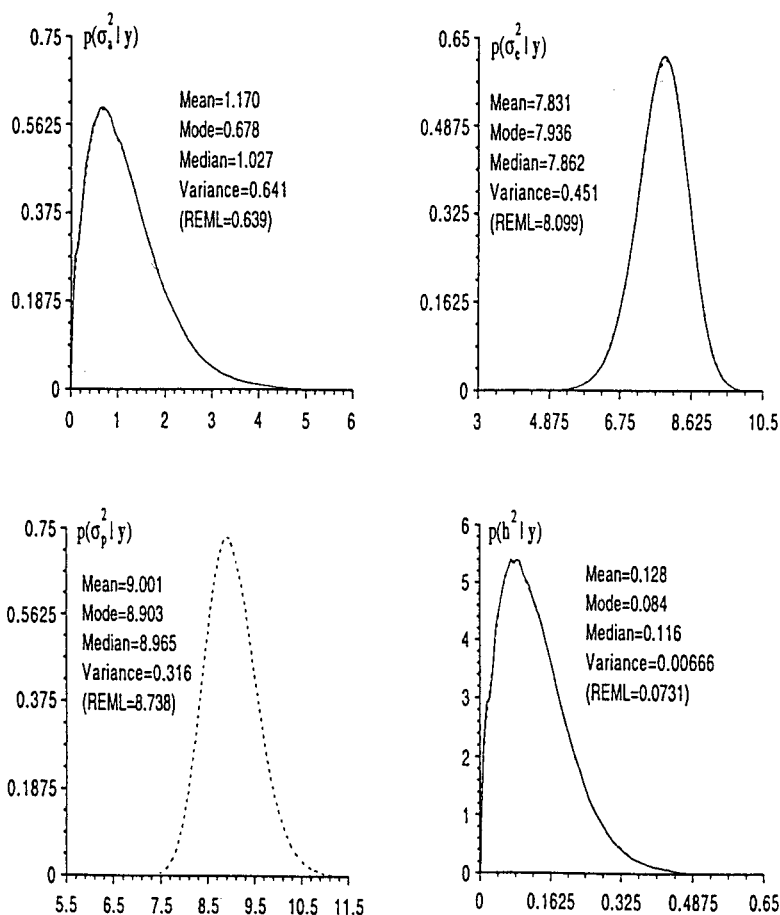 p(σ²ₐ | y)
0.75
0.5625
0.375
0.1875
0
0 1 2 3 4 5 6
Mean=1.170
Mode=0.678
Median=1.027
Variance=0.641
(REML=0.639)
p(σ²ₑ | y)
0.65
0.4875
0.325
0.1625
0
3 4.875 6.75 8.625 10.5
Mean=7.831
Mode=7.936
Median=7.862
Variance=0.451
(REML=8.099)
p(σ²ₚ | y)
0.75
0.5625
0.375
0.1875
0
5.5 6.5 7.5 8.5 9.5 10.5 11.5
Mean=9.001
Mode=8.903
Median=8.965
Variance=0.316
(REML=8.738)
p(h² | y)
6
5
4
3
2
1
0
0 0.1625 0.325 0.4875 0.65
Mean=0.128
Mode=0.084
Median=0.116
Variance=0.00666
(REML=0.0731)